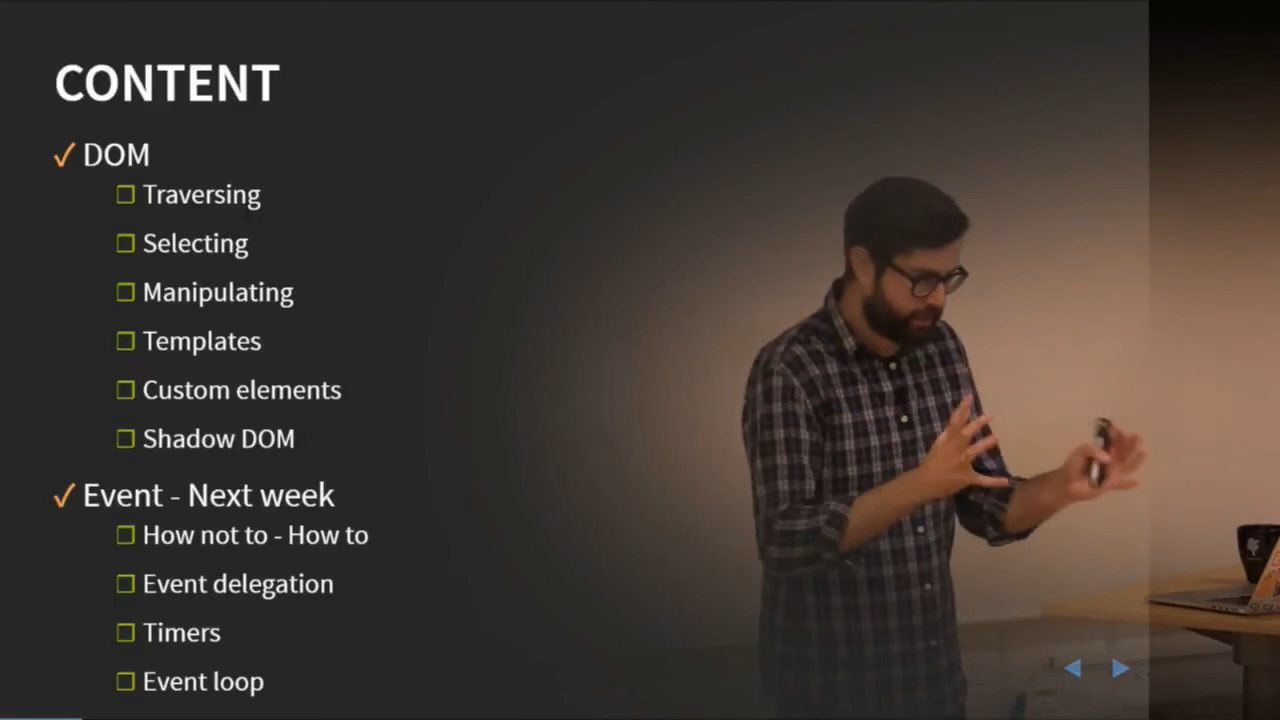 CONTENT
✓ DOM
❒ Traversing
❒ Selecting
❒ Manipulating
❒ Templates
❒ Custom elements
❒ Shadow DOM
✓ Event - Next week
❒ How not to - How to
❒ Event delegation
❒ Timers
❒ Event loop